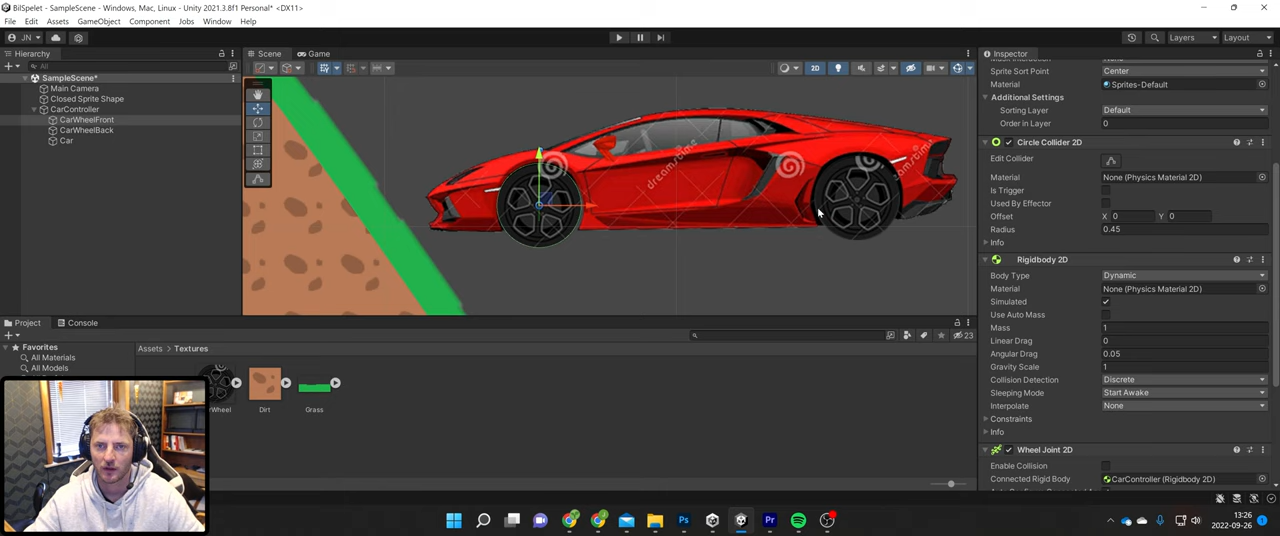 BilSpelet - SampleScene - Windows, Mac, Linux - Unity 2021.3.8f1 Personal* <DX11>
File Edit Assets GameObject Component Jobs Window Help
JN Layers Layout
Hierarchy Scene Game Inspector
All
SampleScene*
Main Camera
Closed Sprite Shape
CarController
CarWheelFront
CarWheelBack
Car
2D
dreamstime
dreamstime
Sprite Sort Point Center
Material Sprites-Default
Additional Settings
Sorting Layer Default
Order in Layer 0
Circle Collider 2D
Edit Collider
Material None (Physics Material 2D)
Is Trigger
Used By Effector
Offset X 0 Y 0
Radius 0.45
Info
Rigidbody 2D
Body Type Dynamic
Material None (Physics Material 2D)
Simulated
Use Auto Mass
Mass 1
Linear Drag 0
Angular Drag 0.05
Gravity Scale 1
Collision Detection Discrete
Sleeping Mode Start Awake
Interpolate None
Constraints
Info
Wheel Joint 2D
Enable Collision
Connected Rigid Body CarController (Rigidbody 2D)
Project Console
23
Favorites
All Materials
All Models
Assets > Textures
Dirt Grass
13:26
2022-09-26